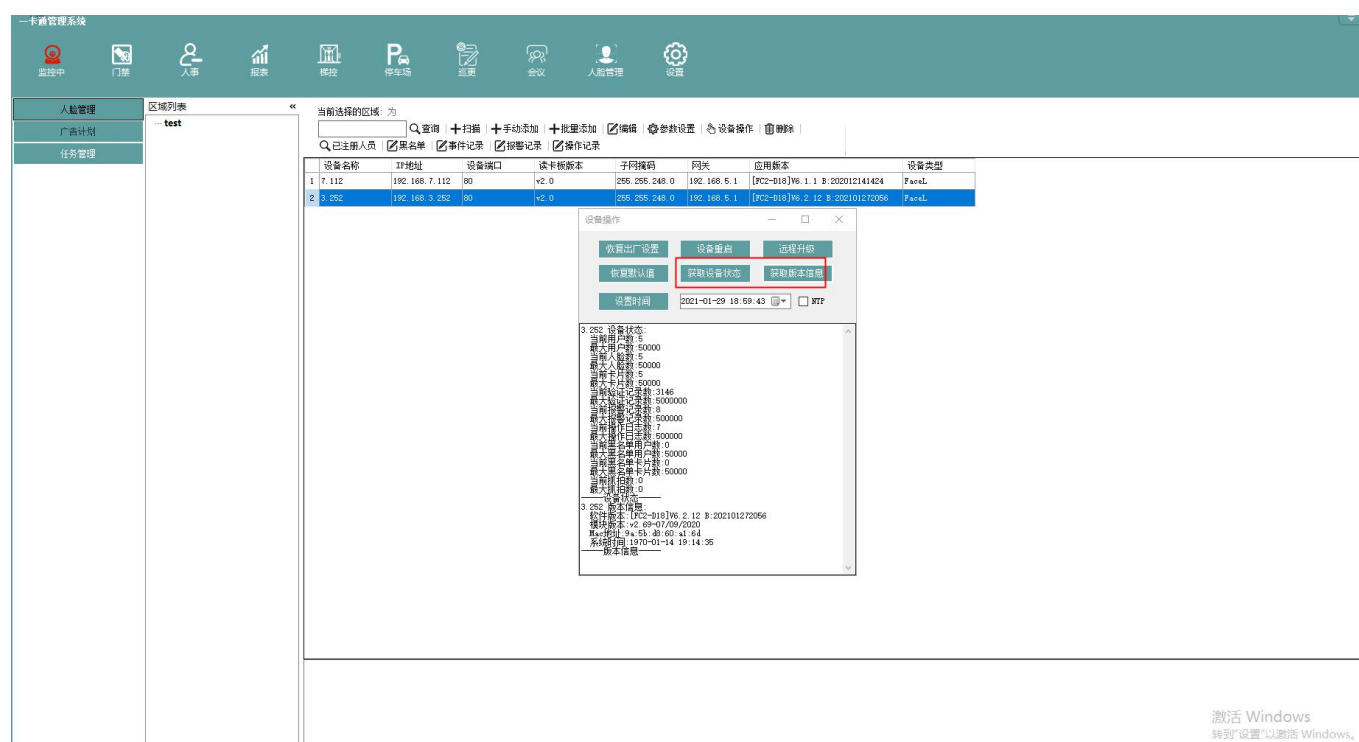 一卡通管理系统
监控中 门禁 人事 报表 梯控 停车场 巡更 会议 人脸管理 设置
人脸管理
广告计划
任务管理
区域列表 «
test
当前选择的区域: 为
查询 扫描 手动添加 批里添加 编辑 参数设置 设备操作 删除
已注册人员 黑名单 事件记录 报警记录 操作记录
设备名称 IP地址 设备端口 读卡板版本 子网掩码 网关 应用版本 设备类型
1 7.112 192.168.7.112 80 v2.0 255.255.248.0 192.168.5.1 [FC2-D18]V6.1.1 B:202012141424 FaceL
2 3.252 192.168.3.252 80 v2.0 255.255.248.0 192.168.5.1 [FC2-D18]V6.2.12 B:202101272056 FaceL
设备操作
恢复出厂设置 设备重启 远程升级
恢复默认值 获取设备状态 获取版本信息
设置时间 2021-01-29 18:59:43 NTP
3.252 设备状态:
当前用户数:5
最大用户数:50000
当前人脸数:5
最大人脸数:50000
当前卡片数:5
最大卡片数:50000
当前验证记录数:3146
最大验证记录数:5000000
当前报警记录数:8
最大报警记录数:500000
当前操作日志数:7
最大操作日志数:500000
当前黑名单用户数:0
最大黑名单用户数:50000
当前黑名单卡片数:0
最大黑名单卡片数:50000
当前抓拍数:0
最大抓拍数:0
———设备状态———
3.252 版本信息:
软件版本:[FC2-D18]V6.2.12 B:202101272056
模块版本:v2.69-07/09/2020
Mac地址:9a:5b:d8:60:a1:6d
系统时间:1970-01-14 19:14:35
———版本信息———
激活 Windows
转到"设置"以激活 Windows。